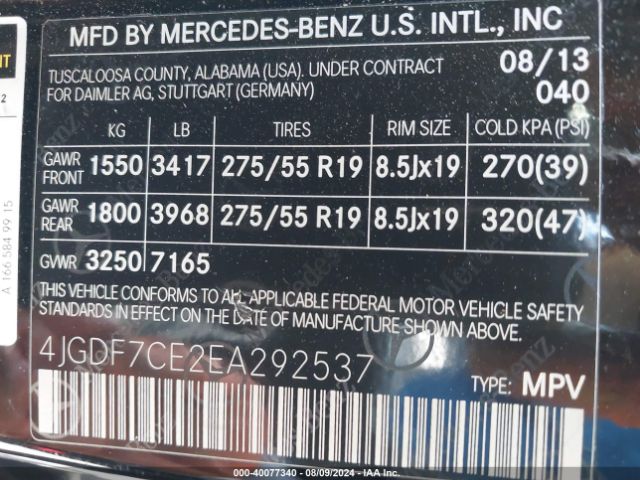 MFD BY MERCEDES-BENZ U.S. INTL., INC
TUSCALOOSA COUNTY, ALABAMA (USA). UNDER CONTRACT 08/13
FOR DAIMLER AG, STUTTGART (GERMANY) 040
KG LB TIRES RIM SIZE COLD KPA (PSI)
GAWR FRONT 1550 3417 275/55 R19 8.5Jx19 270(39)
GAWR REAR 1800 3968 275/55 R19 8.5Jx19 320(47)
GVWR 3250 7165
THIS VEHICLE CONFORMS TO ALL APPLICABLE FEDERAL MOTOR VEHICLE SAFETY
STANDARDS IN EFFECT ON THE DATE OF MANUFACTURE SHOWN ABOVE.
4JGDF7CE2EA292537
TYPE: MPV
A 166 584 99 15
000-40077340 - 08/09/2024 - IAA Inc.